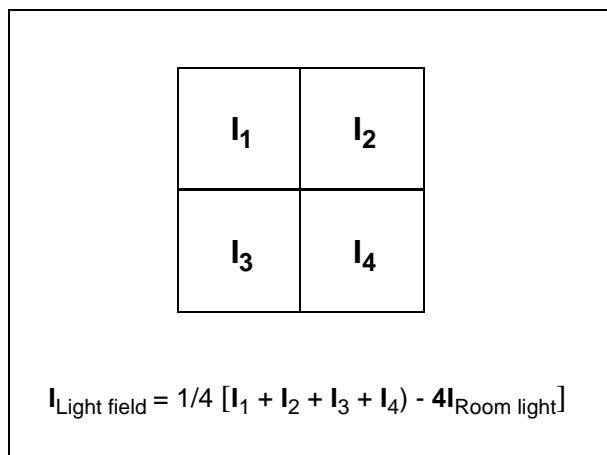 I1 I2
I3 I4
ILight field = 1/4 [I1 + I2 + I3 + I4) - 4IRoom light]